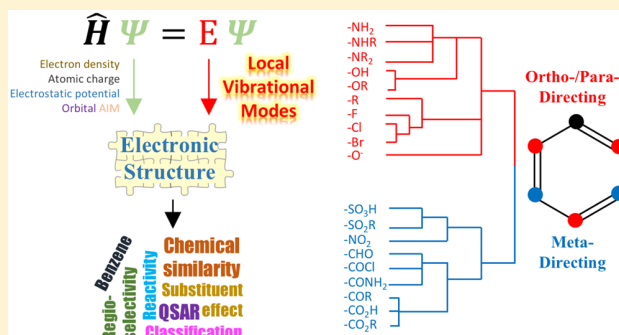 Ĥ Ψ = E Ψ
Electron density
Atomic charge
Electrostatic potential
Orbital AIM
Local
Vibrational
Modes
Electronic
Structure
Benzene
Regio-
selectivity
Reactivity
Chemical
similarity
Substituent
QSAR effect
Classification
-NH₂
-NHR
-NR₂
-OH
-OR
-R
-F
-Cl
-Br
-O⁻
Ortho-/Para-
Directing
-SO₃H
-SO₂R
-NO₂
-CHO
-COCl
-CONH₂
-COR
-CO₂H
-CO₂R
Meta-
Directing